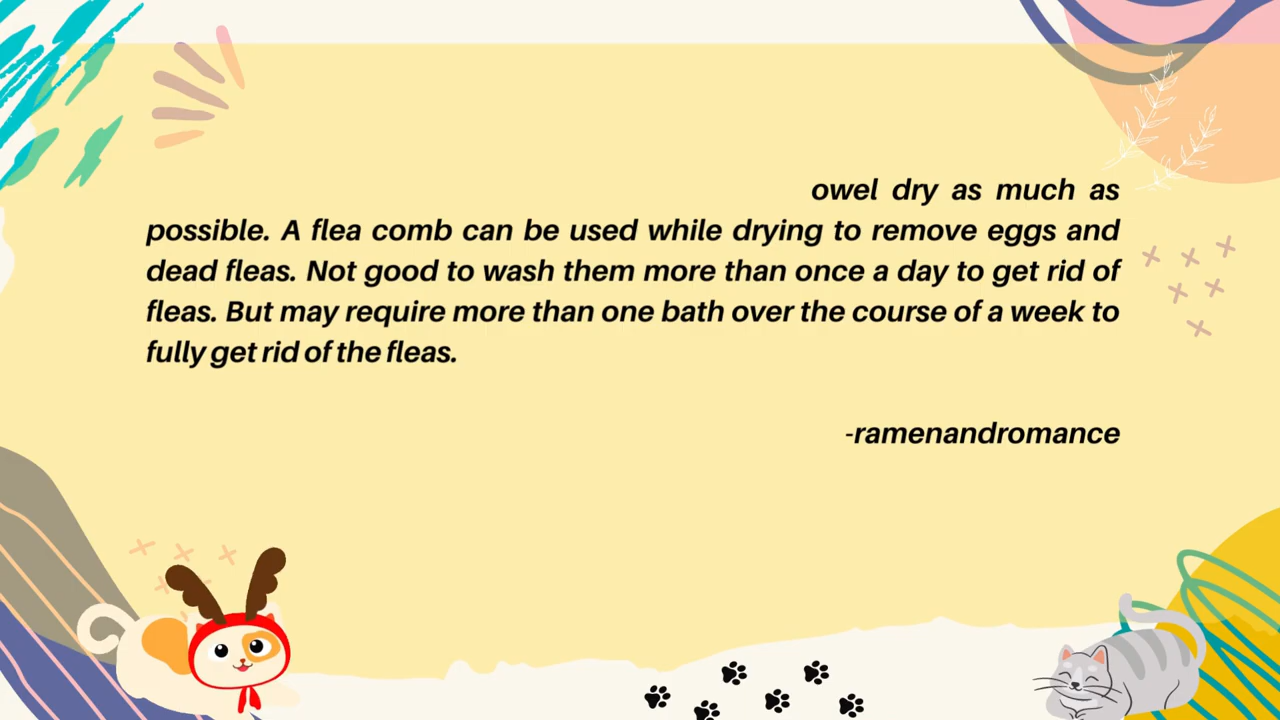 owel dry as much as
possible. A flea comb can be used while drying to remove eggs and
dead fleas. Not good to wash them more than once a day to get rid of
fleas. But may require more than one bath over the course of a week to
fully get rid of the fleas.
-ramenandromance